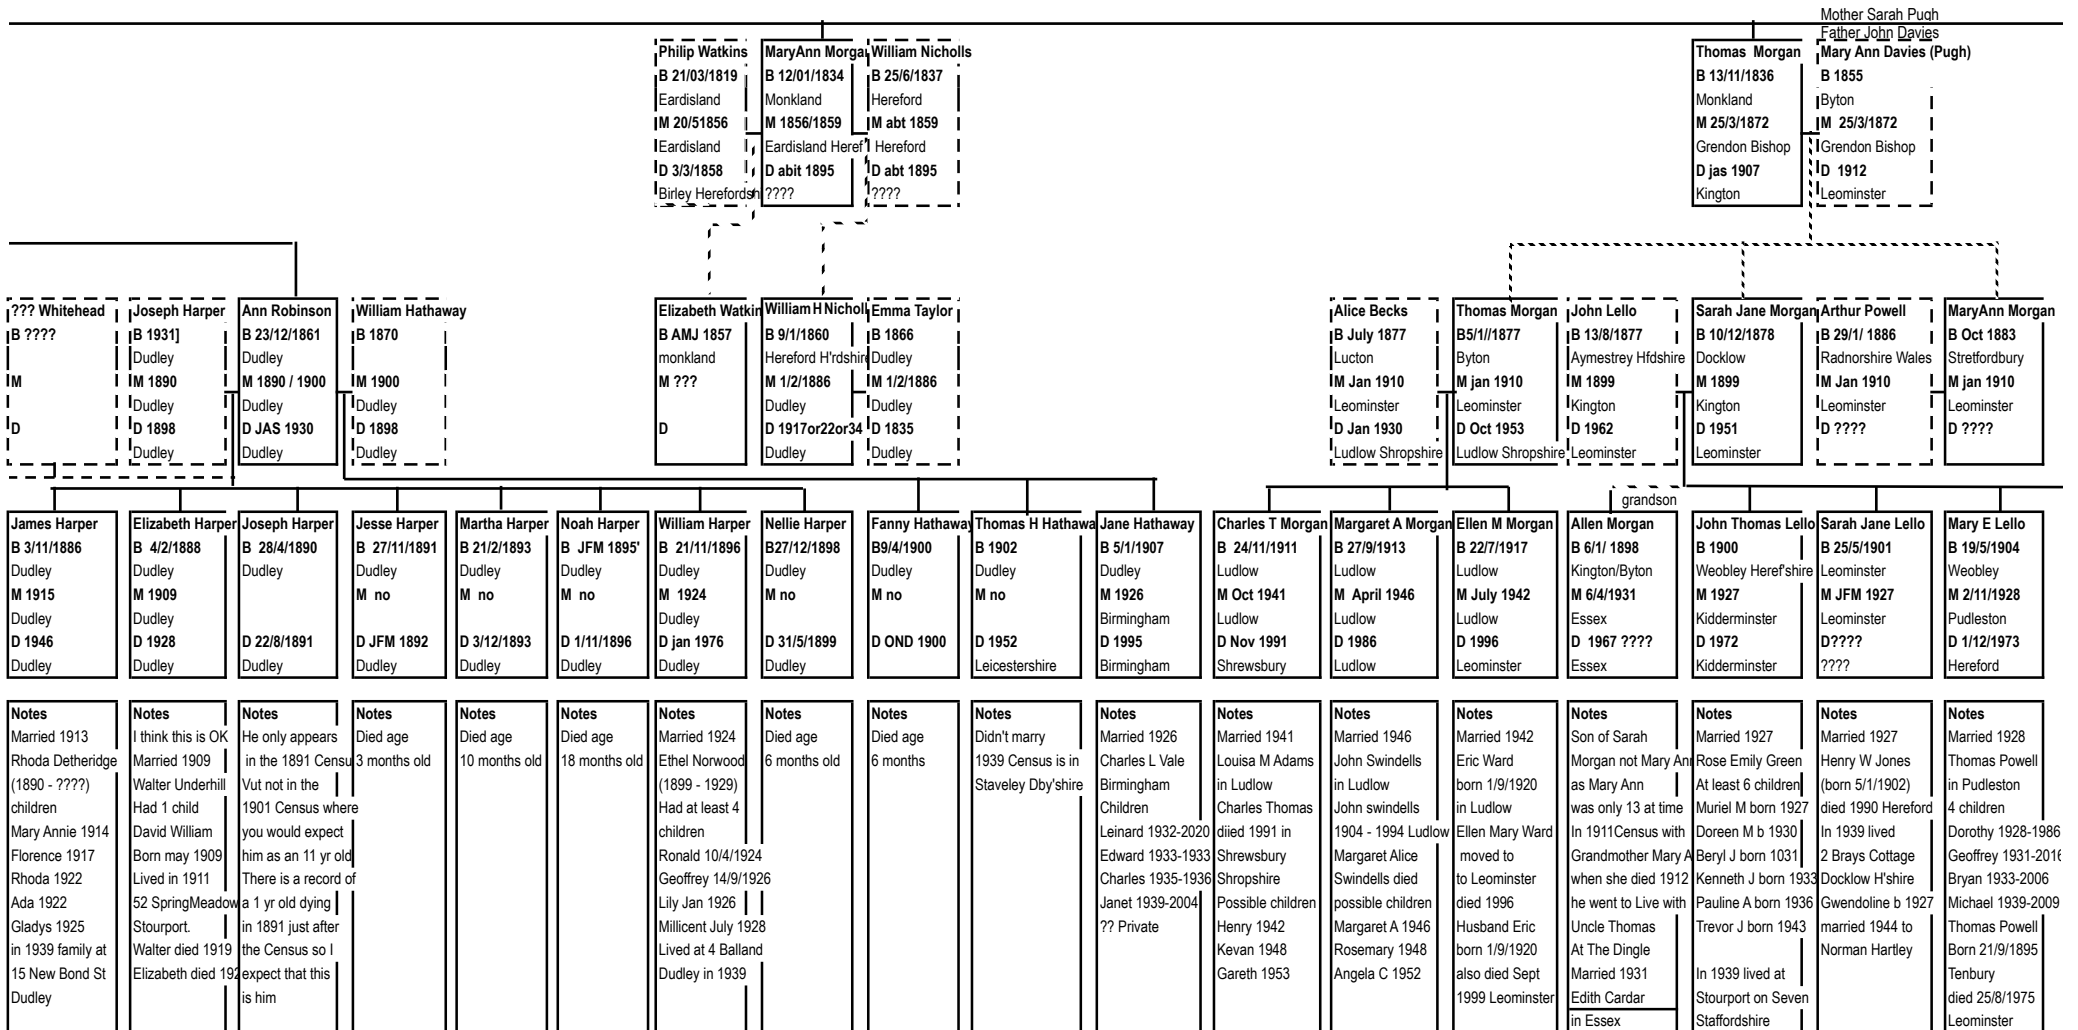 Mother Sarah Pugh
Father John Davies
Philip Watkins
B 21/03/1819
Eardisland
M 20/51856
Eardisland
D 3/3/1858
Birley Herefordsh
MaryAnn Morgan
B 12/01/1834
Monkland
M 1856/1859
Eardisland Heref
D abit 1895
????
William Nicholls
B 25/6/1837
Hereford
M abt 1859
Hereford
D abt 1895
????
Thomas Morgan
B 13/11/1836
Monkland
M 25/3/1872
Grendon Bishop
D jas 1907
Kington
Mary Ann Davies (Pugh)
B 1855
Byton
M 25/3/1872
Grendon Bishop
D 1912
Leominster
??? Whitehead
B ????
M
D
Joseph Harper
B 1931]
Dudley
M 1890
Dudley
D 1898
Dudley
Ann Robinson
B 23/12/1861
Dudley
M 1890 / 1900
Dudley
D JAS 1930
Dudley
William Hathaway
B 1870
M 1900
Dudley
D 1898
Dudley
Elizabeth Watkin
B AMJ 1857
monkland
M ???
D
William H Nicholl
B 9/1/1860
Hereford H'rdshire
M 1/2/1886
Dudley
D 1917or22or34
Dudley
Emma Taylor
B 1866
Dudley
M 1/2/1886
Dudley
D 1835
Dudley
Alice Becks
B July 1877
Lucton
M Jan 1910
Leominster
D Jan 1930
Ludlow Shropshire
Thomas Morgan
B5/1//1877
Byton
M jan 1910
Leominster
D Oct 1953
Ludlow Shropshire
John Lello
B 13/8/1877
Aymestrey Hfdshire
M 1899
Kington
D 1962
Leominster
Sarah Jane Morgan
B 10/12/1878
Docklow
M 1899
Kington
D 1951
Leominster
Arthur Powell
B 29/1/ 1886
Radnorshire Wales
M Jan 1910
Leominster
D ????
MaryAnn Morgan
B Oct 1883
Stretfordbury
M jan 1910
Leominster
D ????
grandson
James Harper
B 3/11/1886
Dudley
M 1915
Dudley
D 1946
Dudley
Elizabeth Harper
B 4/2/1888
Dudley
M 1909
Dudley
D 1928
Dudley
Joseph Harper
B 28/4/1890
Dudley
D 22/8/1891
Dudley
Jesse Harper
B 27/11/1891
Dudley
M no
D JFM 1892
Dudley
Martha Harper
B 21/2/1893
Dudley
M no
D 3/12/1893
Dudley
Noah Harper
B JFM 1895'
Dudley
M no
D 1/11/1896
Dudley
William Harper
B 21/11/1896
Dudley
M 1924
Dudley
D jan 1976
Dudley
Nellie Harper
B27/12/1898
Dudley
M no
D 31/5/1899
Dudley
Fanny Hathaway
B9/4/1900
Dudley
M no
D OND 1900
Thomas H Hathawa
B 1902
Dudley
M no
D 1952
Leicestershire
Jane Hathaway
B 5/1/1907
Dudley
M 1926
Birmingham
D 1995
Birmingham
Charles T Morgan
B 24/11/1911
Ludlow
M Oct 1941
Ludlow
D Nov 1991
Shrewsbury
Margaret A Morgan
B 27/9/1913
Ludlow
M April 1946
Ludlow
D 1986
Ludlow
Ellen M Morgan
B 22/7/1917
Ludlow
M July 1942
Ludlow
D 1996
Leominster
Allen Morgan
B 6/1/ 1898
Kington/Byton
M 6/4/1931
Essex
D 1967 ????
Essex
John Thomas Lello
B 1900
Weobley Heref'shire
M 1927
Kidderminster
D 1972
Kidderminster
Sarah Jane Lello
B 25/5/1901
Leominster
M JFM 1927
Leominster
D????
????
Mary E Lello
B 19/5/1904
Weobley
M 2/11/1928
Pudleston
D 1/12/1973
Hereford
Notes
Married 1913
Rhoda Detheridge
(1890 - ????)
children
Mary Annie 1914
Florence 1917
Rhoda 1922
Ada 1922
Gladys 1925
in 1939 family at
15 New Bond St
Dudley
Notes
I think this is OK
Married 1909
Walter Underhill
Had 1 child
David William
Born may 1909
Lived in 1911
52 SpringMeadow
Stourport.
Walter died 1919
Elizabeth died 192
Notes
He only appears
in the 1891 Censu
Vut not in the
1901 Census where
you would expect
him as an 11 yr old
There is a record of
a 1 yr old dying
in 1891 just after
the Census so I
expect that this
is him
Notes
Died age
3 months old
Notes
Died age
10 months old
Notes
Died age
18 months old
Notes
Married 1924
Ethel Norwood
(1899 - 1929)
Had at least 4
children
Ronald 10/4/1924
Geoffrey 14/9/1926
Lily Jan 1926
Millicent July 1928
Lived at 4 Balland
Dudley in 1939
Notes
Died age
6 months old
Notes
Died age
6 months
Notes
Didn't marry
1939 Census is in
Staveley Dby'shire
Notes
Married 1926
Charles L Vale
Birmingham
Children
Leinard 1932-2020
Edward 1933-1933
Charles 1935-1936
Janet 1939-2004
?? Private
Notes
Married 1941
Louisa M Adams
in Ludlow
Charles Thomas
diied 1991 in
Shrewsbury
Shropshire
Possible children
Henry 1942
Kevan 1948
Gareth 1953
Notes
Married 1946
John Swindells
in Ludlow
John swindells
1904 - 1994 Ludlow
Margaret Alice
Swindells died
possible children
Margaret A 1946
Rosemary 1948
Angela C 1952
Notes
Married 1942
Eric Ward
born 1/9/1920
in Ludlow
Ellen Mary Ward
moved to
to Leominster
died 1996
Husband Eric
born 1/9/1920
also died Sept
1999 Leominster
Notes
Son of Sarah
Morgan not Mary Ann
as Mary Ann
was only 13 at time
In 1911Census with
Grandmother Mary A
when she died 1912
he went to Live with
Uncle Thomas
At The Dingle
Married 1931
Edith Cardar
in Essex
Notes
Married 1927
Rose Emily Green
At least 6 children
Muriel M born 1927
Doreen M b 1930
Beryl J born 1031
Kenneth J born 1933
Pauline A born 1936
Trevor J born 1943
In 1939 lived at
Stourport on Seven
Staffordshire
Notes
Married 1927
Henry W Jones
(born 5/1/1902)
died 1990 Hereford
In 1939 lived
2 Brays Cottage
Docklow H'shire
Gwendoline b 1927
married 1944 to
Norman Hartley
Notes
Married 1928
Thomas Powell
in Pudleston
4 children
Dorothy 1928-1986
Geoffrey 1931-2016
Bryan 1933-2006
Michael 1939-2009
Thomas Powell
Born 21/9/1895
Tenbury
died 25/8/1975
Leominster